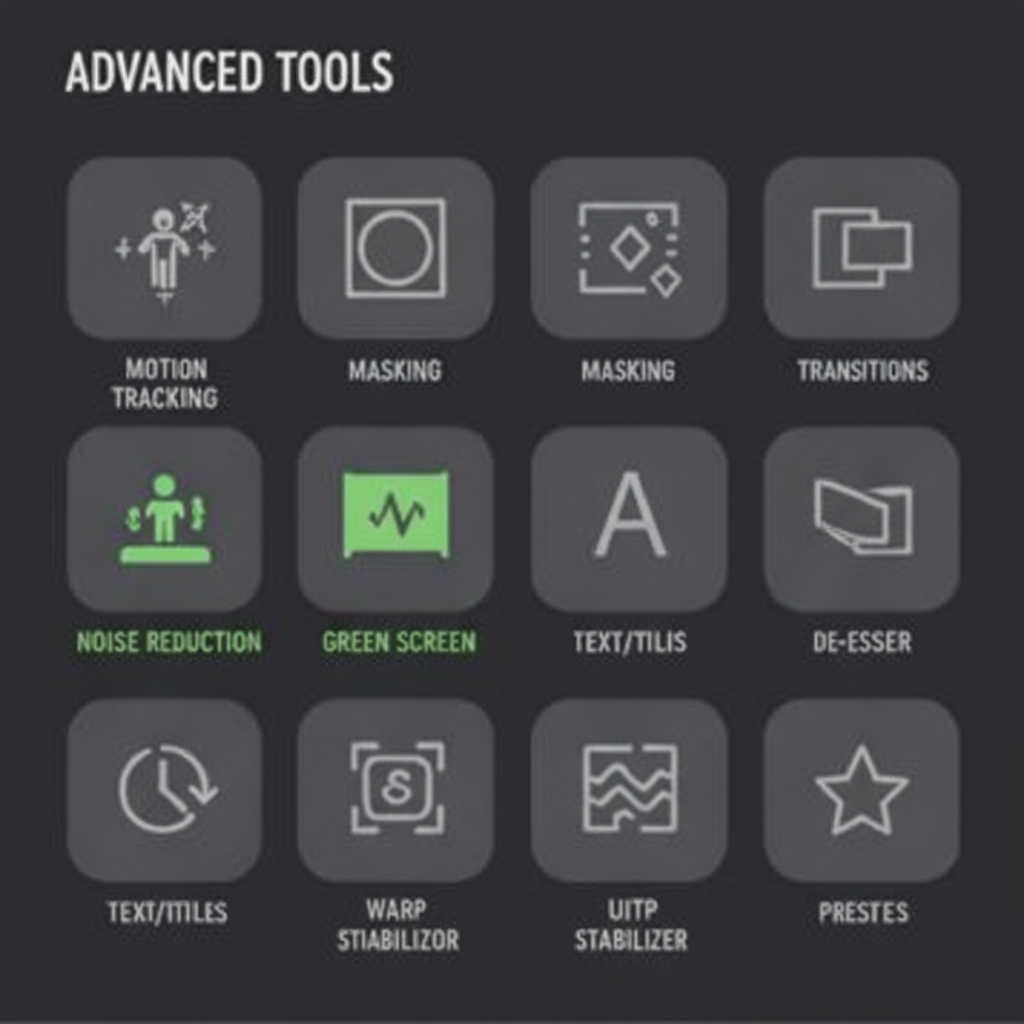 ADVANCED TOOLS
MOTION
TRACKING
MASKING
MASKING
TRANSITIONS
NOISE REDUCTION
GREEN SCREEN
TEXT/TILIS
DE-ESSER
TEXT/TITLES
WARP
STIABILIZOR
UITP
STABILIZER
PRESTES